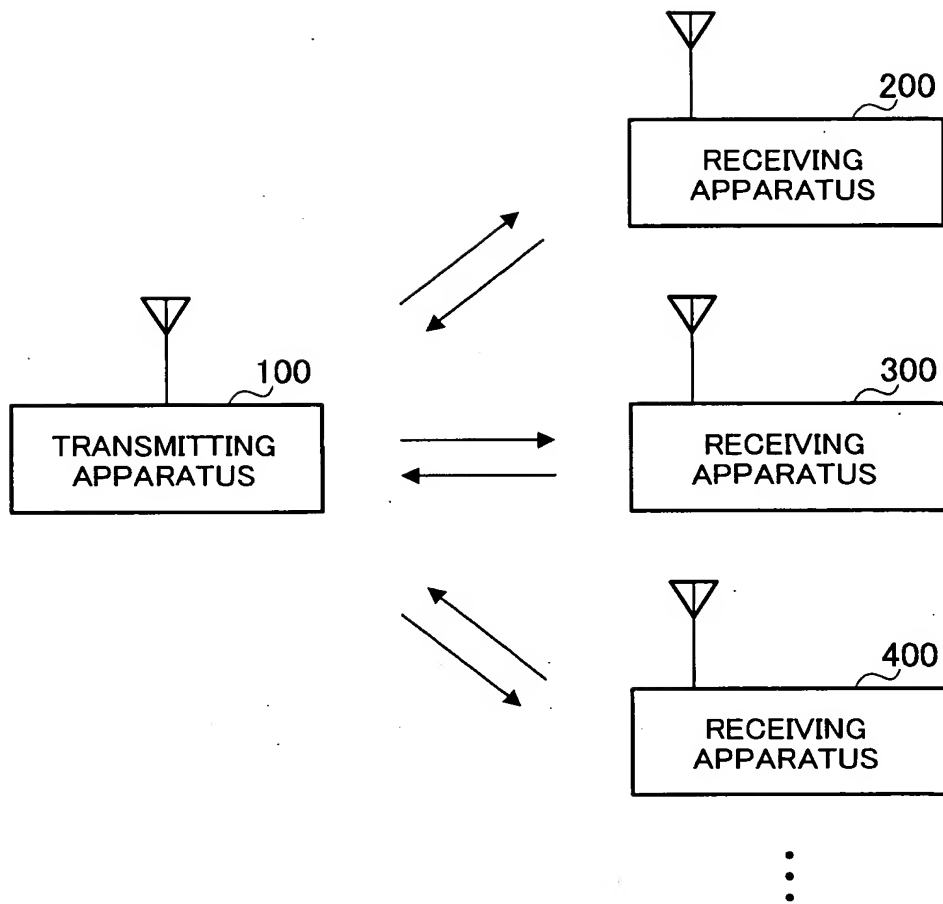 200
RECEIVING
APPARATUS
100
TRANSMITTING
APPARATUS
300
RECEIVING
APPARATUS
400
RECEIVING
APPARATUS